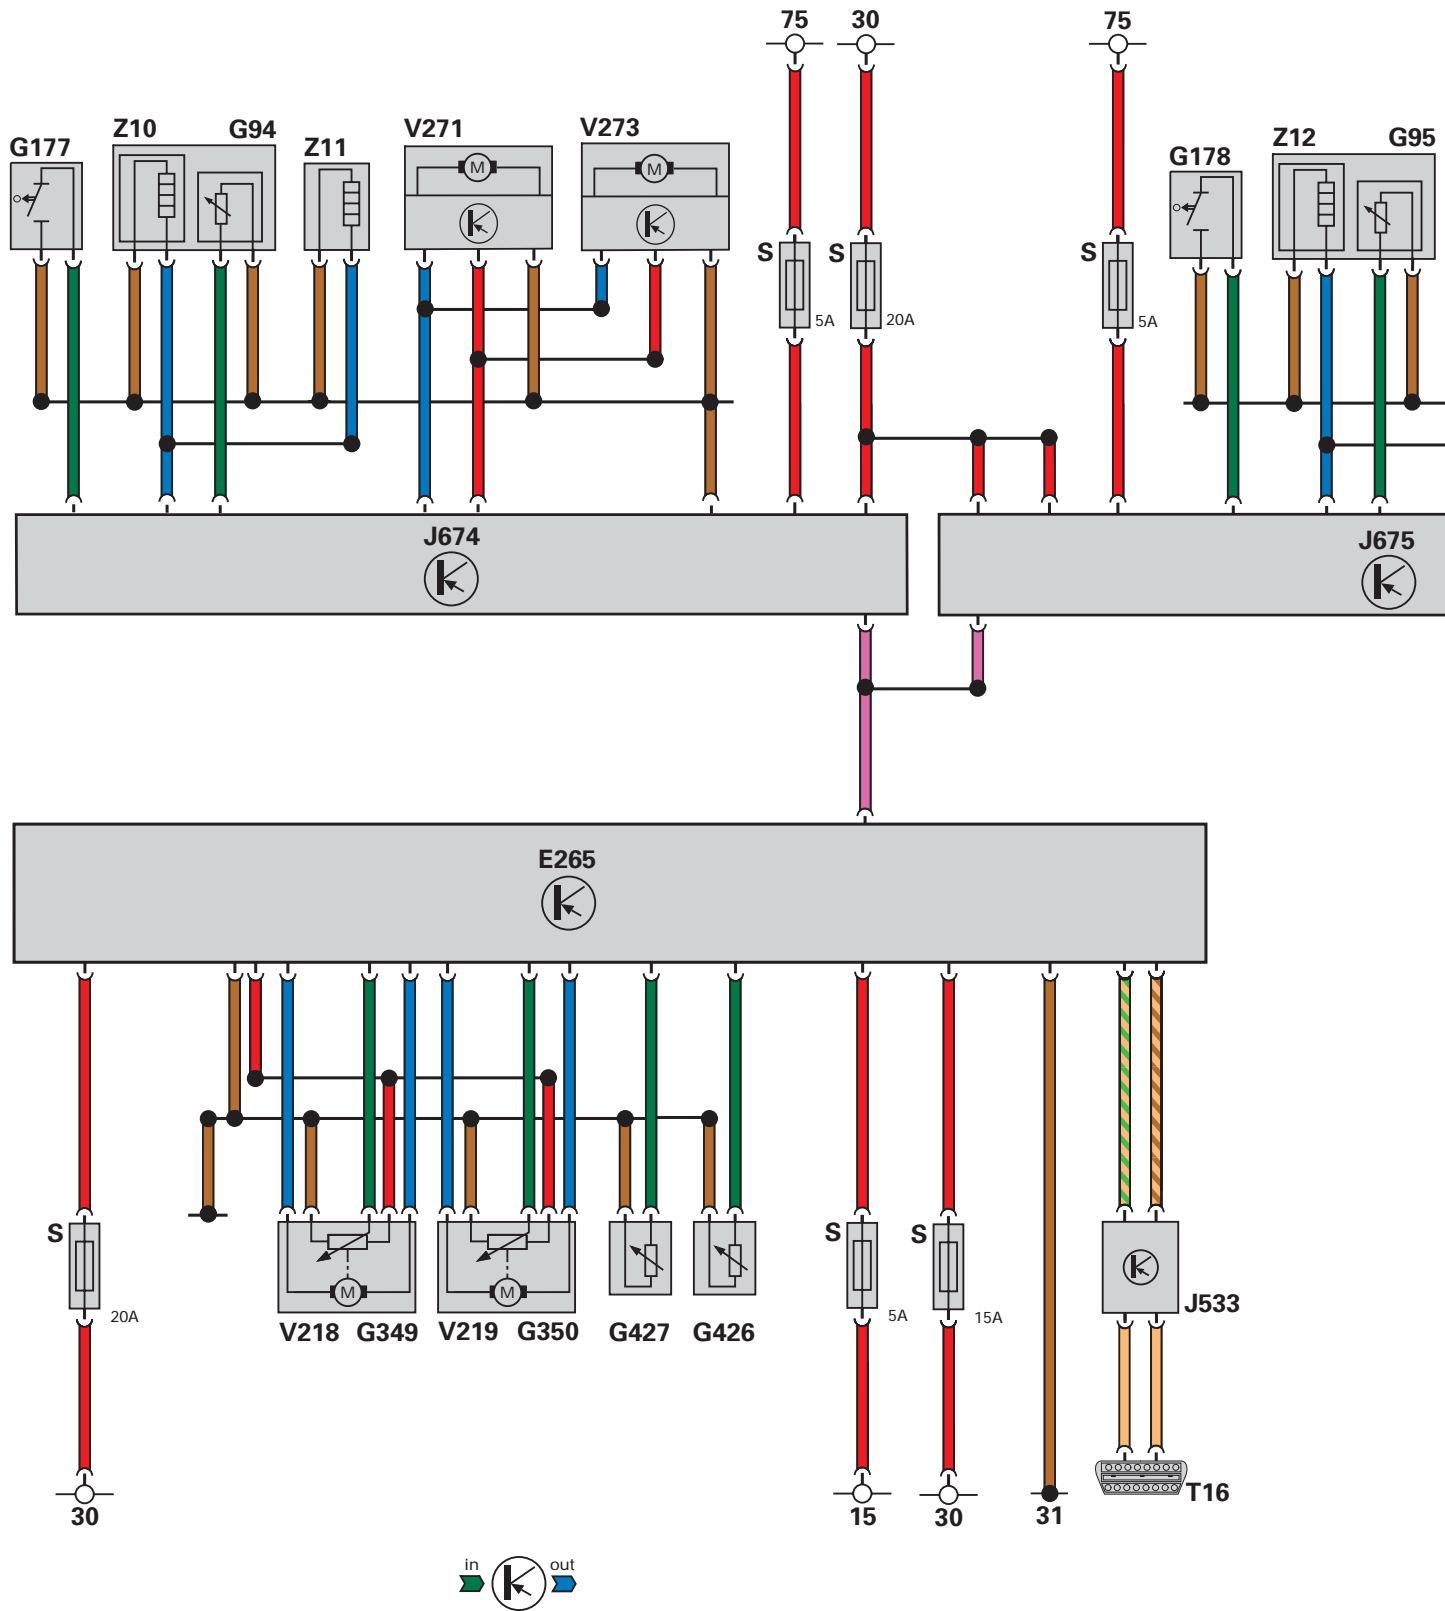 75 30 75
Z10 G94 V271 V273 Z12 G95
G177 Z11 G178
M M
S S S
5A 20A 5A
J674 J675
E265
S S S
20A 5A 15A
M M
J533
V218 G349 V219 G350 G427 G426
T16
30 15 30 31
in out